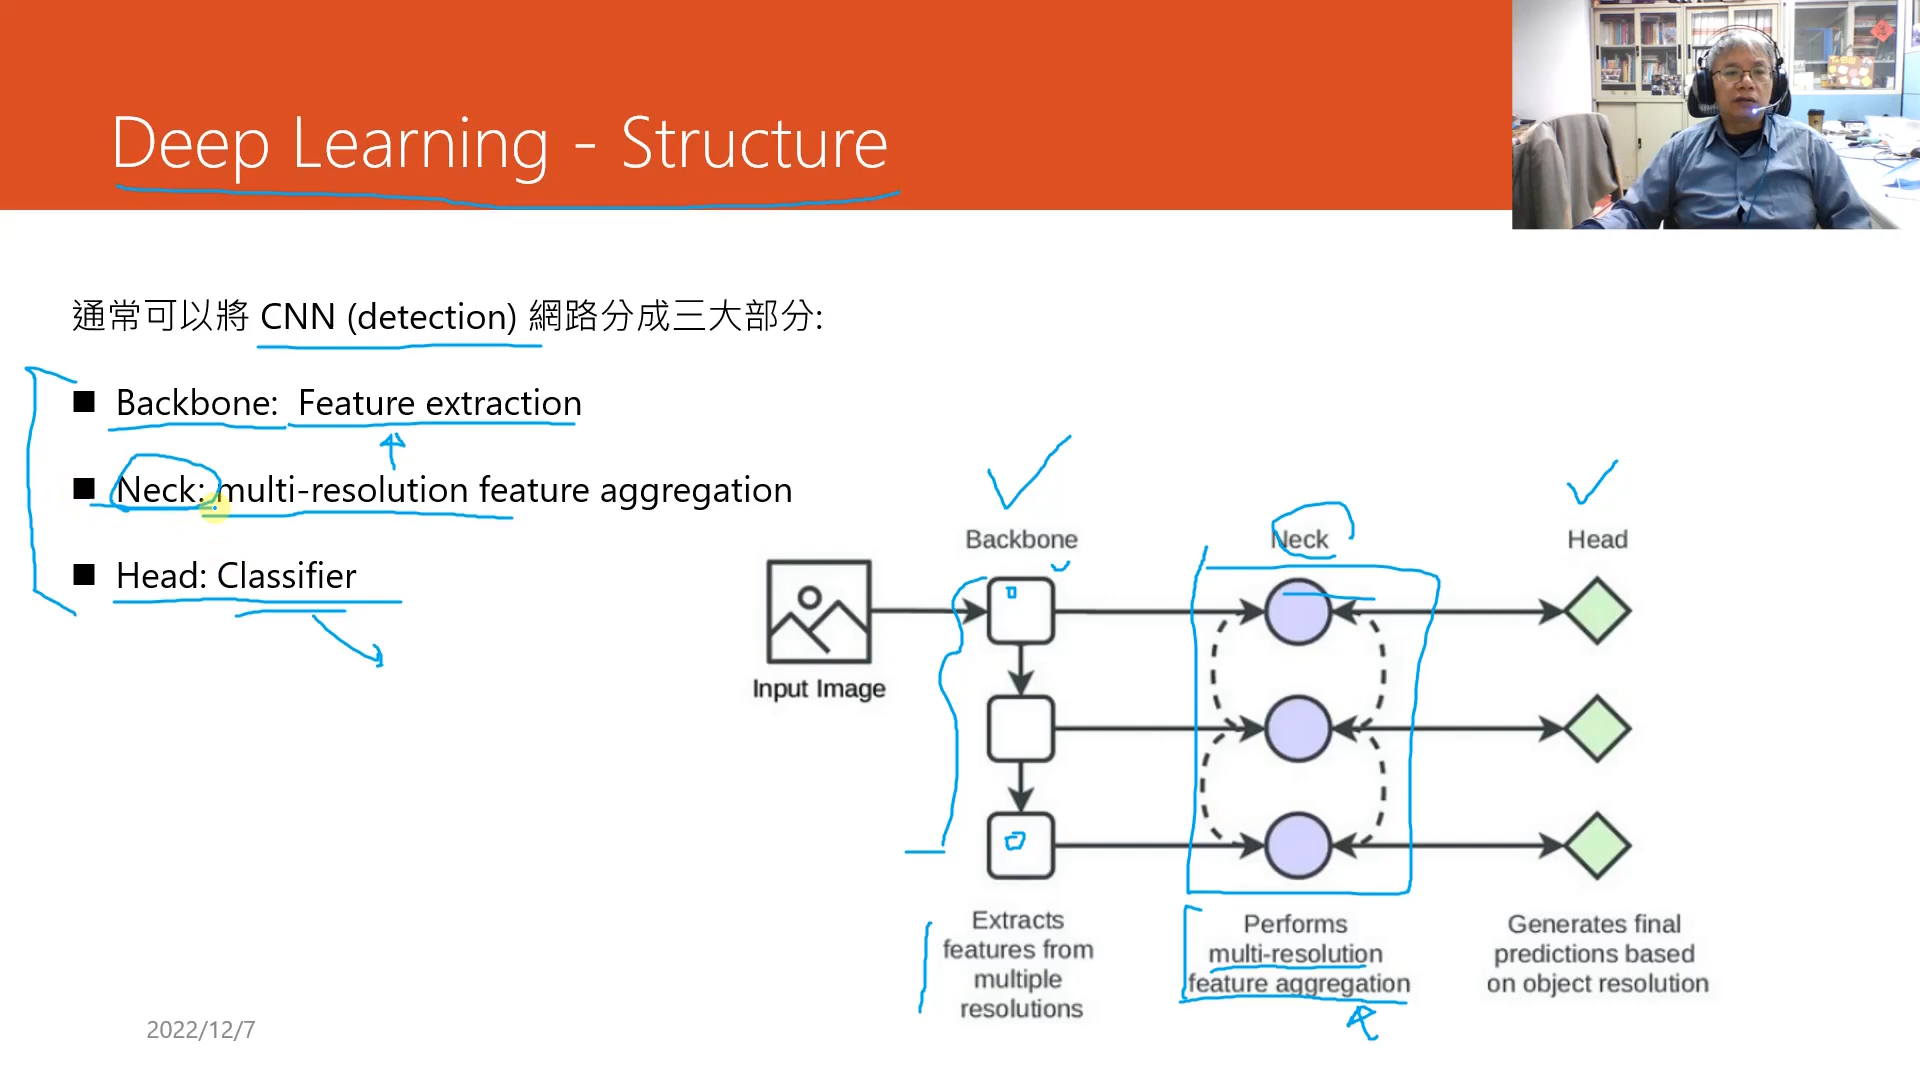 Deep Learning - Structure
通常可以將 CNN (detection) 網路分成三大部分:
Backbone: Feature extraction
Neck: multi-resolution feature aggregation
Head: Classifier
Backbone
Neck
Head
Input Image
Extracts
features from
multiple
resolutions
Performs
multi-resolution
feature aggregation
Generates final
predictions based
on object resolution
2022/12/7